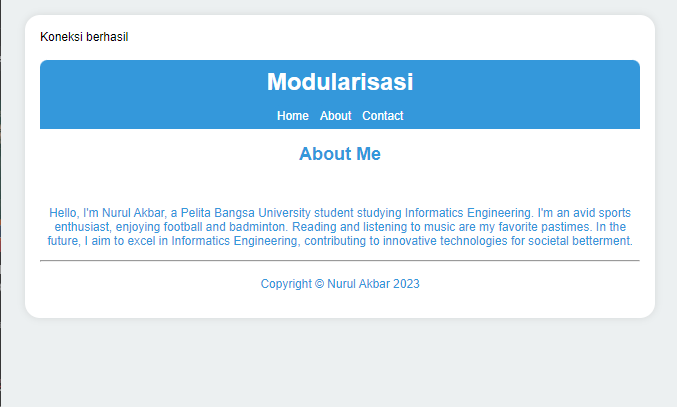 Koneksi berhasil
Modularisasi
Home About Contact
About Me
Hello, I'm Nurul Akbar, a Pelita Bangsa University student studying Informatics Engineering. I'm an avid sports
enthusiast, enjoying football and badminton. Reading and listening to music are my favorite pastimes. In the
future, I aim to excel in Informatics Engineering, contributing to innovative technologies for societal betterment.
Copyright © Nurul Akbar 2023